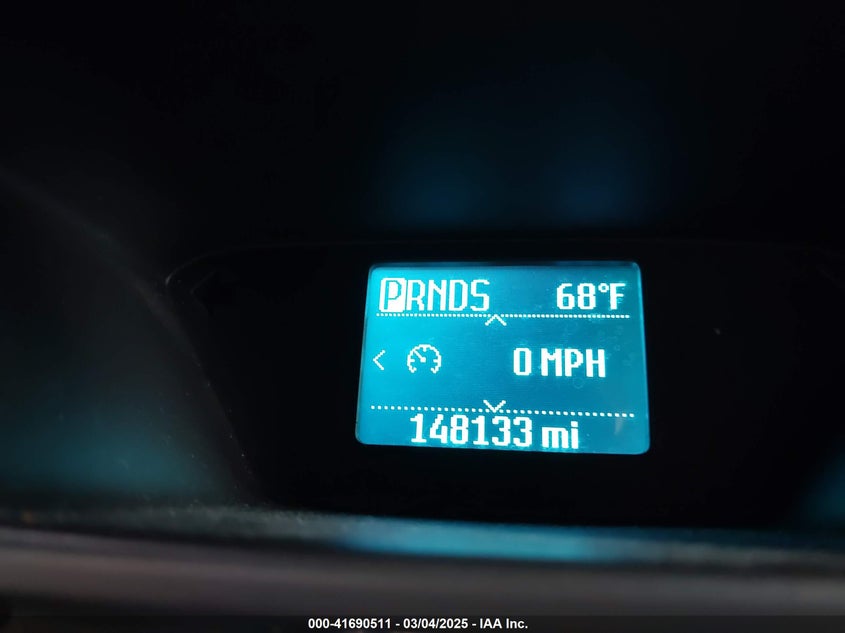 PRNDS 68°F
0 MPH
148133 mi
000-41690511 - 03/04/2025 - IAA Inc.